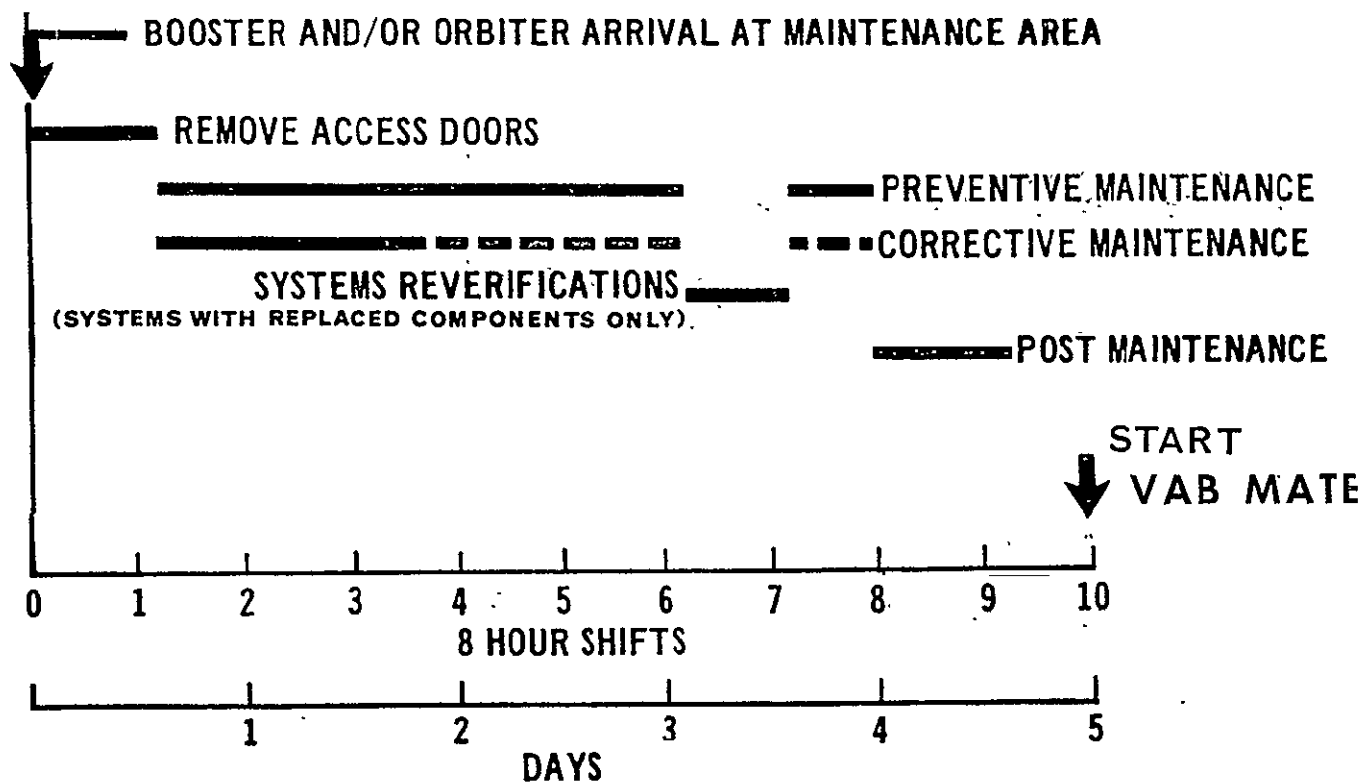 BOOSTER AND/OR ORBITER ARRIVAL AT MAINTENANCE AREA
REMOVE ACCESS DOORS
PREVENTIVE MAINTENANCE
CORRECTIVE MAINTENANCE
SYSTEMS REVERIFICATIONS
(SYSTEMS WITH REPLACED COMPONENTS ONLY)
POST MAINTENANCE
START
VAB MATE
0 1 2 3 4 5 6 7 8 9 10
8 HOUR SHIFTS
1 2 3 4 5
DAYS